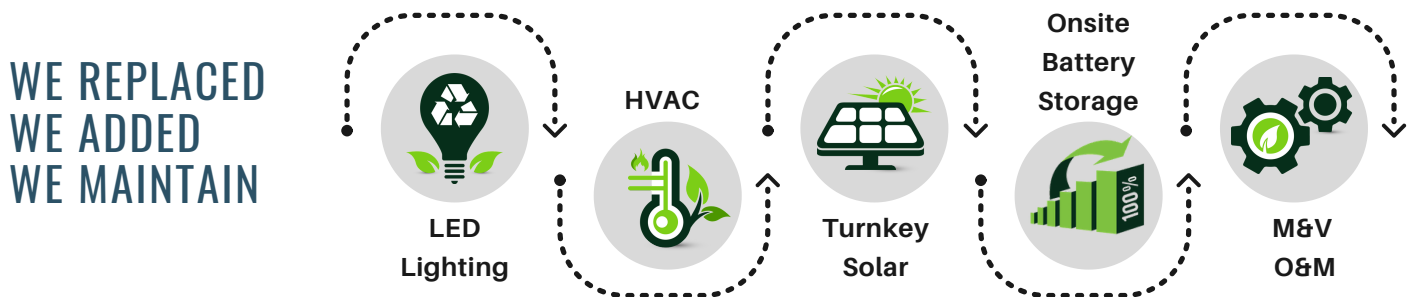 WE REPLACED
WE ADDED
WE MAINTAIN
LED
Lighting
HVAC
Turnkey
Solar
Onsite
Battery
Storage
100%
M&V
O&M